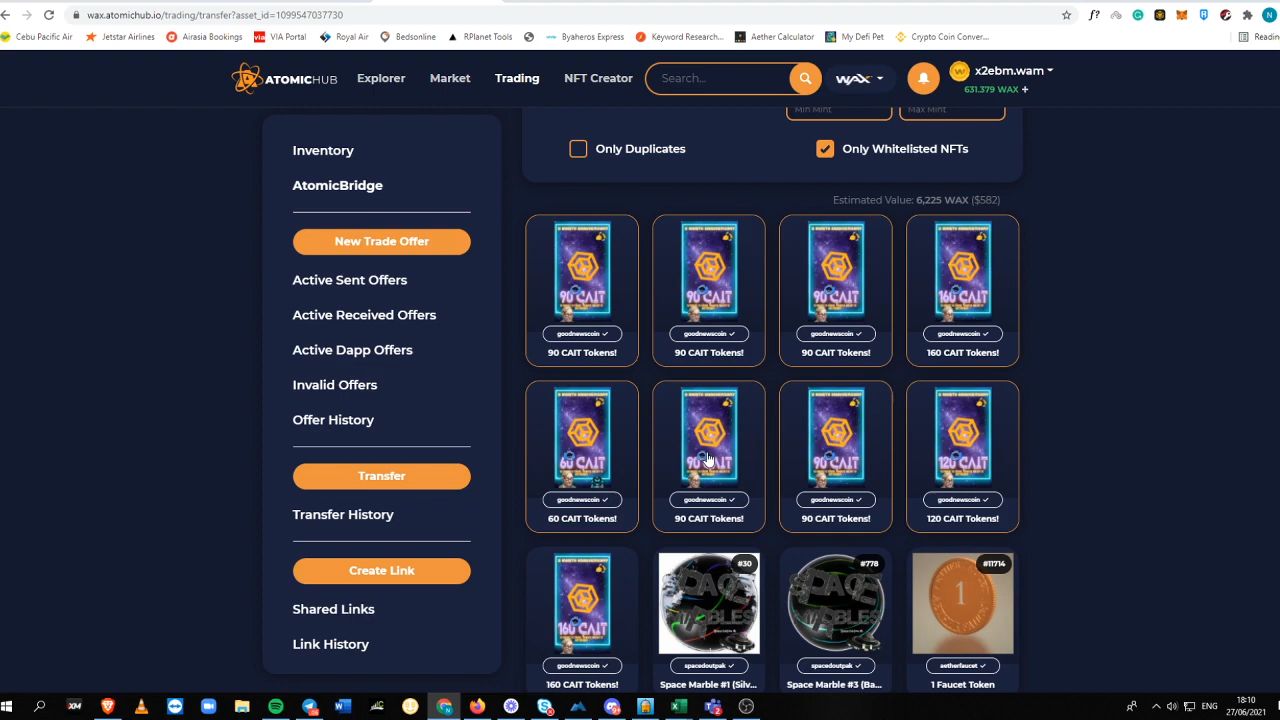 wax.atomichub.io/trading/transfer?asset_id=1099547037730
Cebu Pacific Air
Jetstar Airlines
Airasia Bookings
VIA Portal
Royal Air
Bedsonline
RPlanet Tools
Byaheros Express
Keyword Research...
Aether Calculator
My Defi Pet
Crypto Coin Conver...
Reading
ATOMICHUB
Explorer
Market
Trading
NFT Creator
Search...
WAX
x2ebm.wam
631.379 WAX +
Min Mint
Max Mint
Only Duplicates
Only Whitelisted NFTs
Inventory
AtomicBridge
New Trade Offer
Active Sent Offers
Active Received Offers
Active Dapp Offers
Invalid Offers
Offer History
Transfer
Transfer History
Create Link
Shared Links
Link History
Estimated Value: 6,225 WAX ($582)
90 CAIT
90 CAIT
90 CAIT
160 CAIT
goodnewscoin
goodnewscoin
goodnewscoin
goodnewscoin
90 CAIT Tokens!
90 CAIT Tokens!
90 CAIT Tokens!
160 CAIT Tokens!
60 CAIT
90 CAIT
90 CAIT
120 CAIT
goodnewscoin
goodnewscoin
goodnewscoin
goodnewscoin
60 CAIT Tokens!
90 CAIT Tokens!
90 CAIT Tokens!
120 CAIT Tokens!
160 CAIT
#30
#778
#11714
1
goodnewscoin
spacedoutpak
spacedoutpak
aetherfaucet
160 CAIT Tokens!
Space Marble #1 (Silv...
Space Marble #3 (Ba...
1 Faucet Token
ENG
18:10
27/06/2021